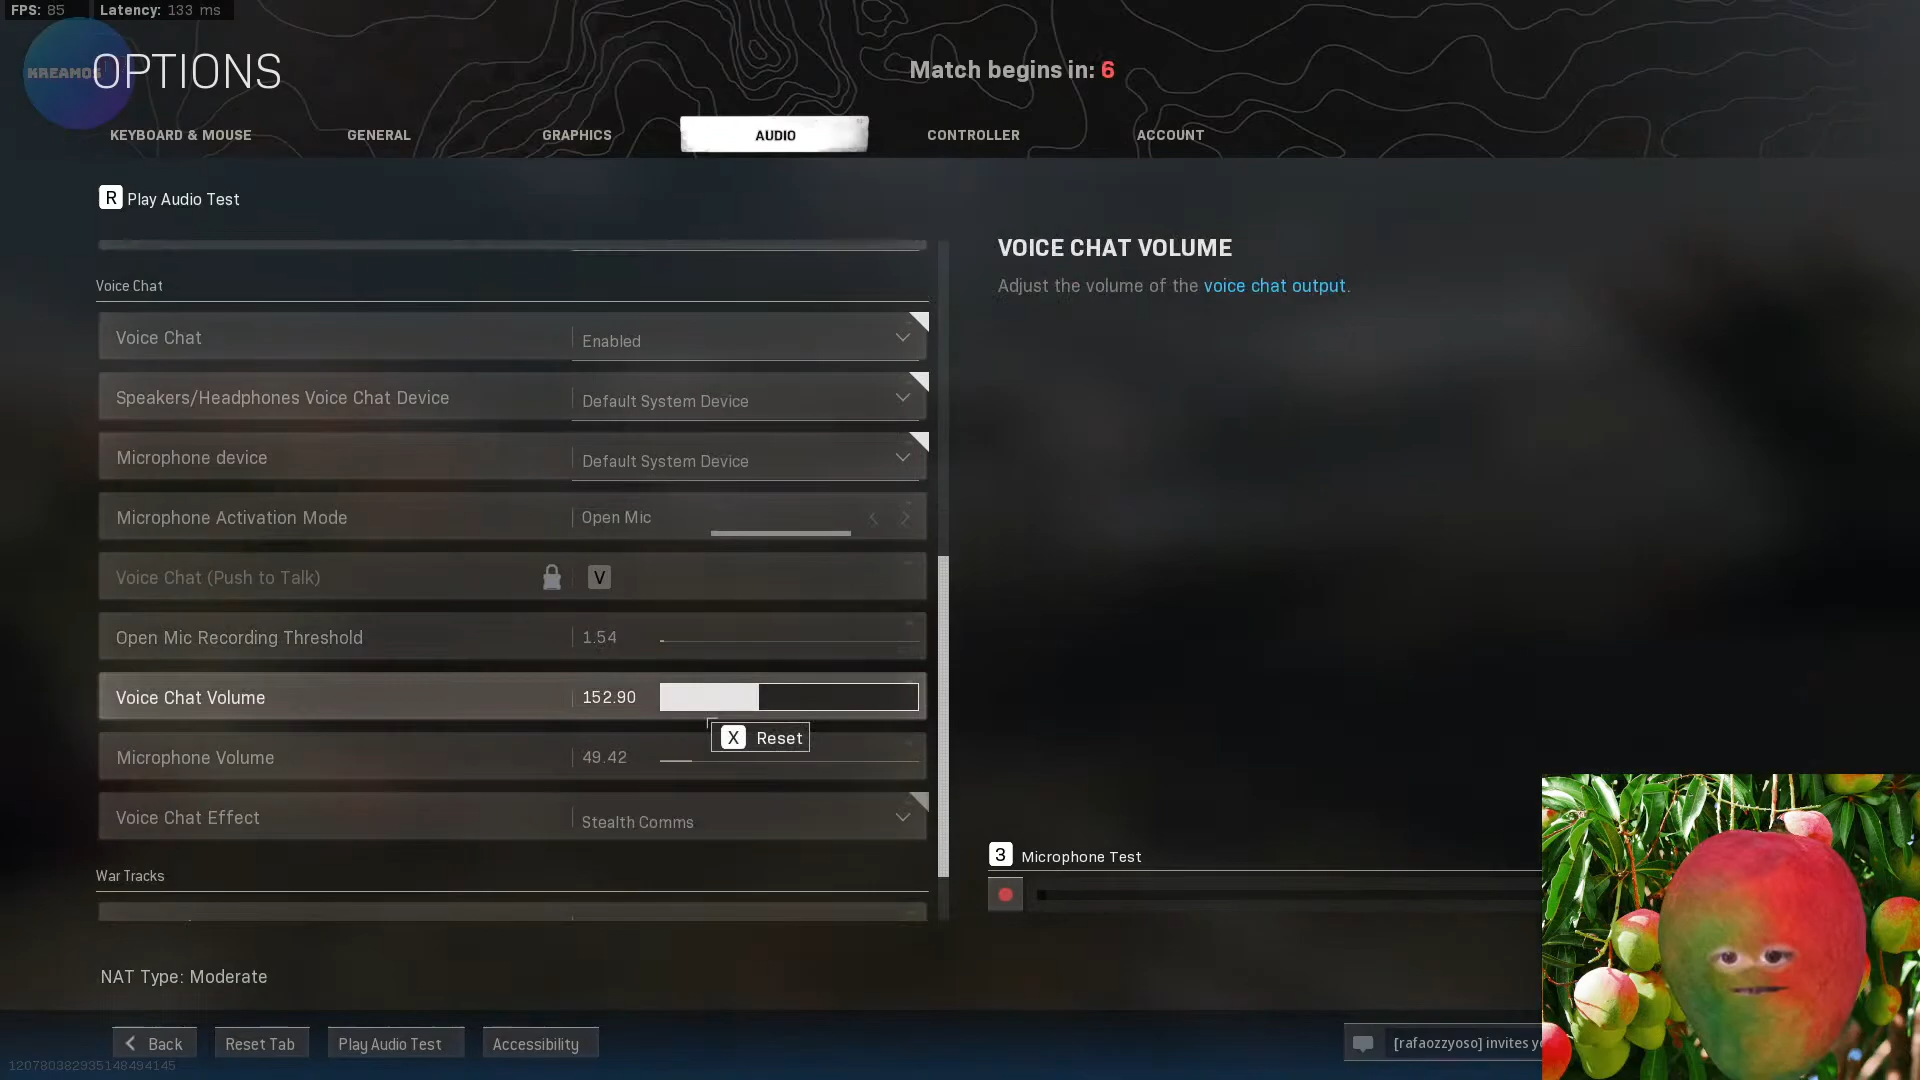 FPS: 85 Latency: 133 ms
KREAMOS
OPTIONS
Match begins in: 6
KEYBOARD & MOUSE GENERAL GRAPHICS AUDIO CONTROLLER ACCOUNT
R Play Audio Test
Voice Chat
Voice Chat Enabled
Speakers/Headphones Voice Chat Device Default System Device
Microphone device Default System Device
Microphone Activation Mode Open Mic
Voice Chat (Push to Talk) V
Open Mic Recording Threshold 1.54
Voice Chat Volume 152.90
X Reset
Microphone Volume 49.42
Voice Chat Effect Stealth Comms
War Tracks
VOICE CHAT VOLUME
Adjust the volume of the voice chat output.
3 Microphone Test
NAT Type: Moderate
Back Reset Tab Play Audio Test Accessibility
[rafaozzyoso] invites
120780382935148494145